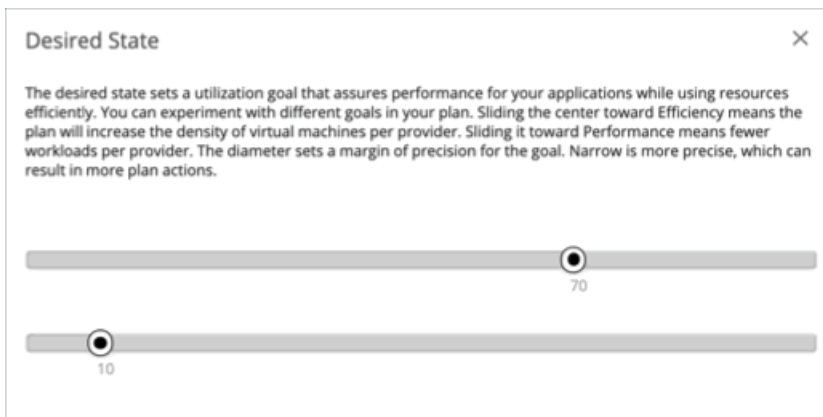 Desired State
The desired state sets a utilization goal that assures performance for your applications while using resources
efficiently. You can experiment with different goals in your plan. Sliding the center toward Efficiency means the
plan will increase the density of virtual machines per provider. Sliding it toward Performance means fewer
workloads per provider. The diameter sets a margin of precision for the goal. Narrow is more precise, which can
result in more plan actions.
70
10